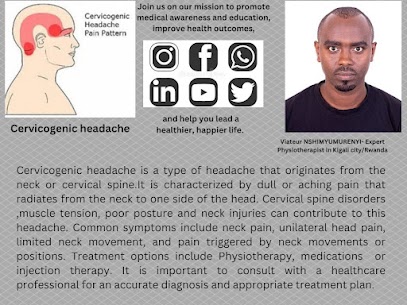 Cervicogenic
Headache
Pain Pattern
Cervicogenic headache
Join us on our mission to promote
medical awareness and education,
improve health outcomes,
and help you lead a
healthier, happier life.
Viateur NSHIMYUMURENYI- Expert
Physiotherapist in Kigali city/Rwanda
Cervicogenic headache is a type of headache that originates from the
neck or cervical spine.It is characterized by dull or aching pain that
radiates from the neck to one side of the head. Cervical spine disorders
,muscle tension, poor posture and neck injuries can contribute to this
headache. Common symptoms include neck pain, unilateral head pain,
limited neck movement, and pain triggered by neck movements or
positions. Treatment options include Physiotherapy, medications or
injection therapy. It is important to consult with a healthcare
professional for an accurate diagnosis and appropriate treatment plan.